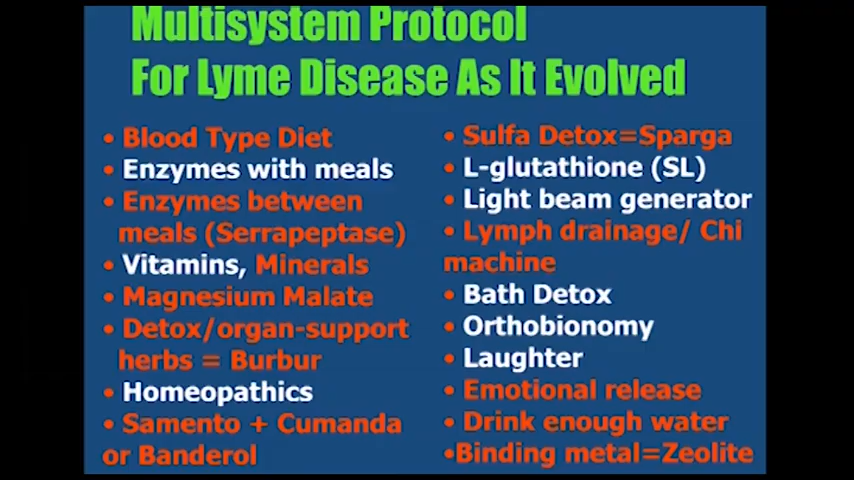 Multisystem Protocol
For Lyme Disease As It Evolved
• Blood Type Diet
• Enzymes with meals
• Enzymes between
meals (Serrapeptase)
• Vitamins, Minerals
• Magnesium Malate
• Detox/organ-support
herbs = Burbur
• Homeopathics
• Samento + Cumanda
or Banderol
• Sulfa Detox=Sparga
• L-glutathione (SL)
• Light beam generator
• Lymph drainage/ Chi
machine
• Bath Detox
• Orthobionomy
• Laughter
• Emotional release
• Drink enough water
•Binding metal=Zeolite